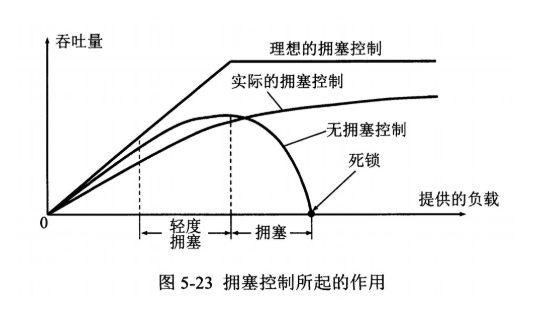 吞吐量
理想的拥塞控制
实际的拥塞控制
无拥塞控制
死锁
提供的负载
0
轻度
拥塞
拥塞
图 5-23 拥塞控制所起的作用